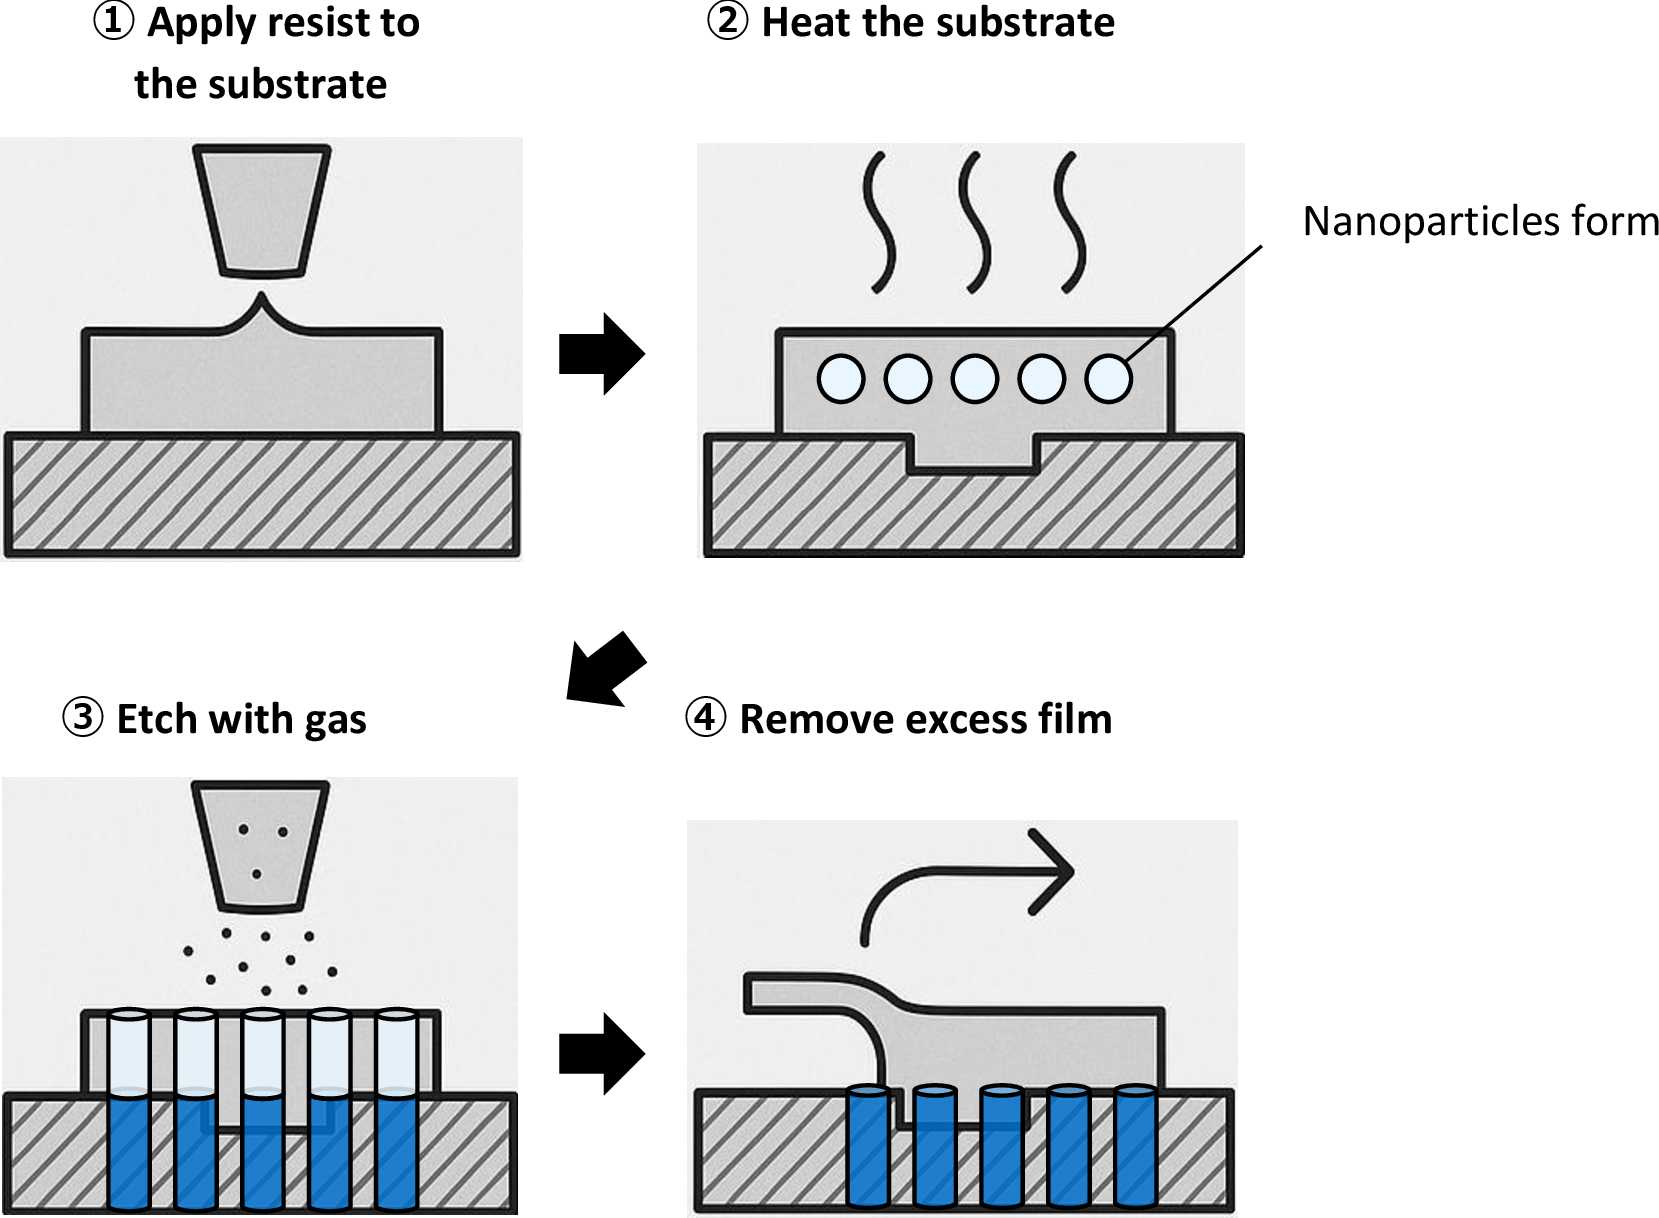 ① Apply resist to
the substrate
② Heat the substrate
Nanoparticles form
③ Etch with gas
④ Remove excess film